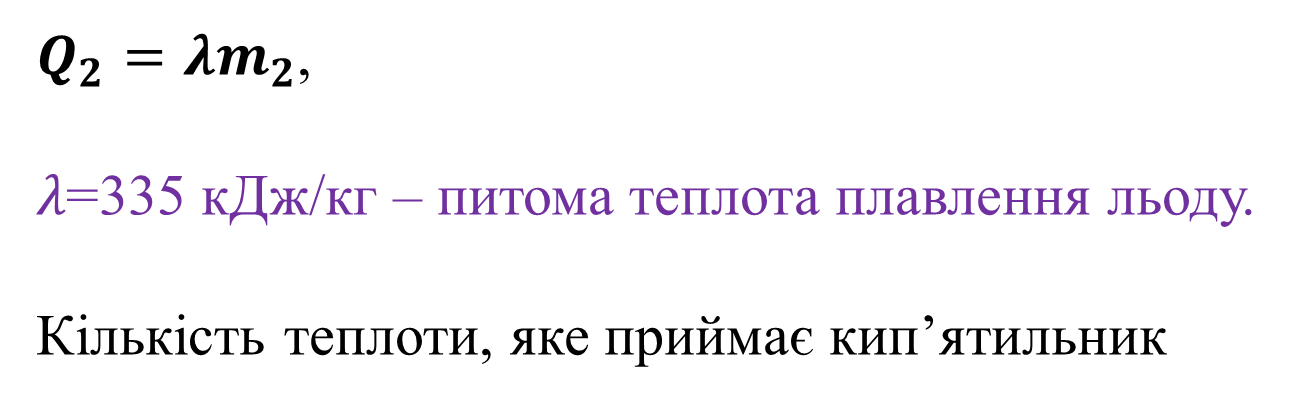 Q₂ = λm₂,
λ=335 кДж/кг – питома теплота плавлення льоду.
Кількість теплоти, яке приймає кип’ятильник